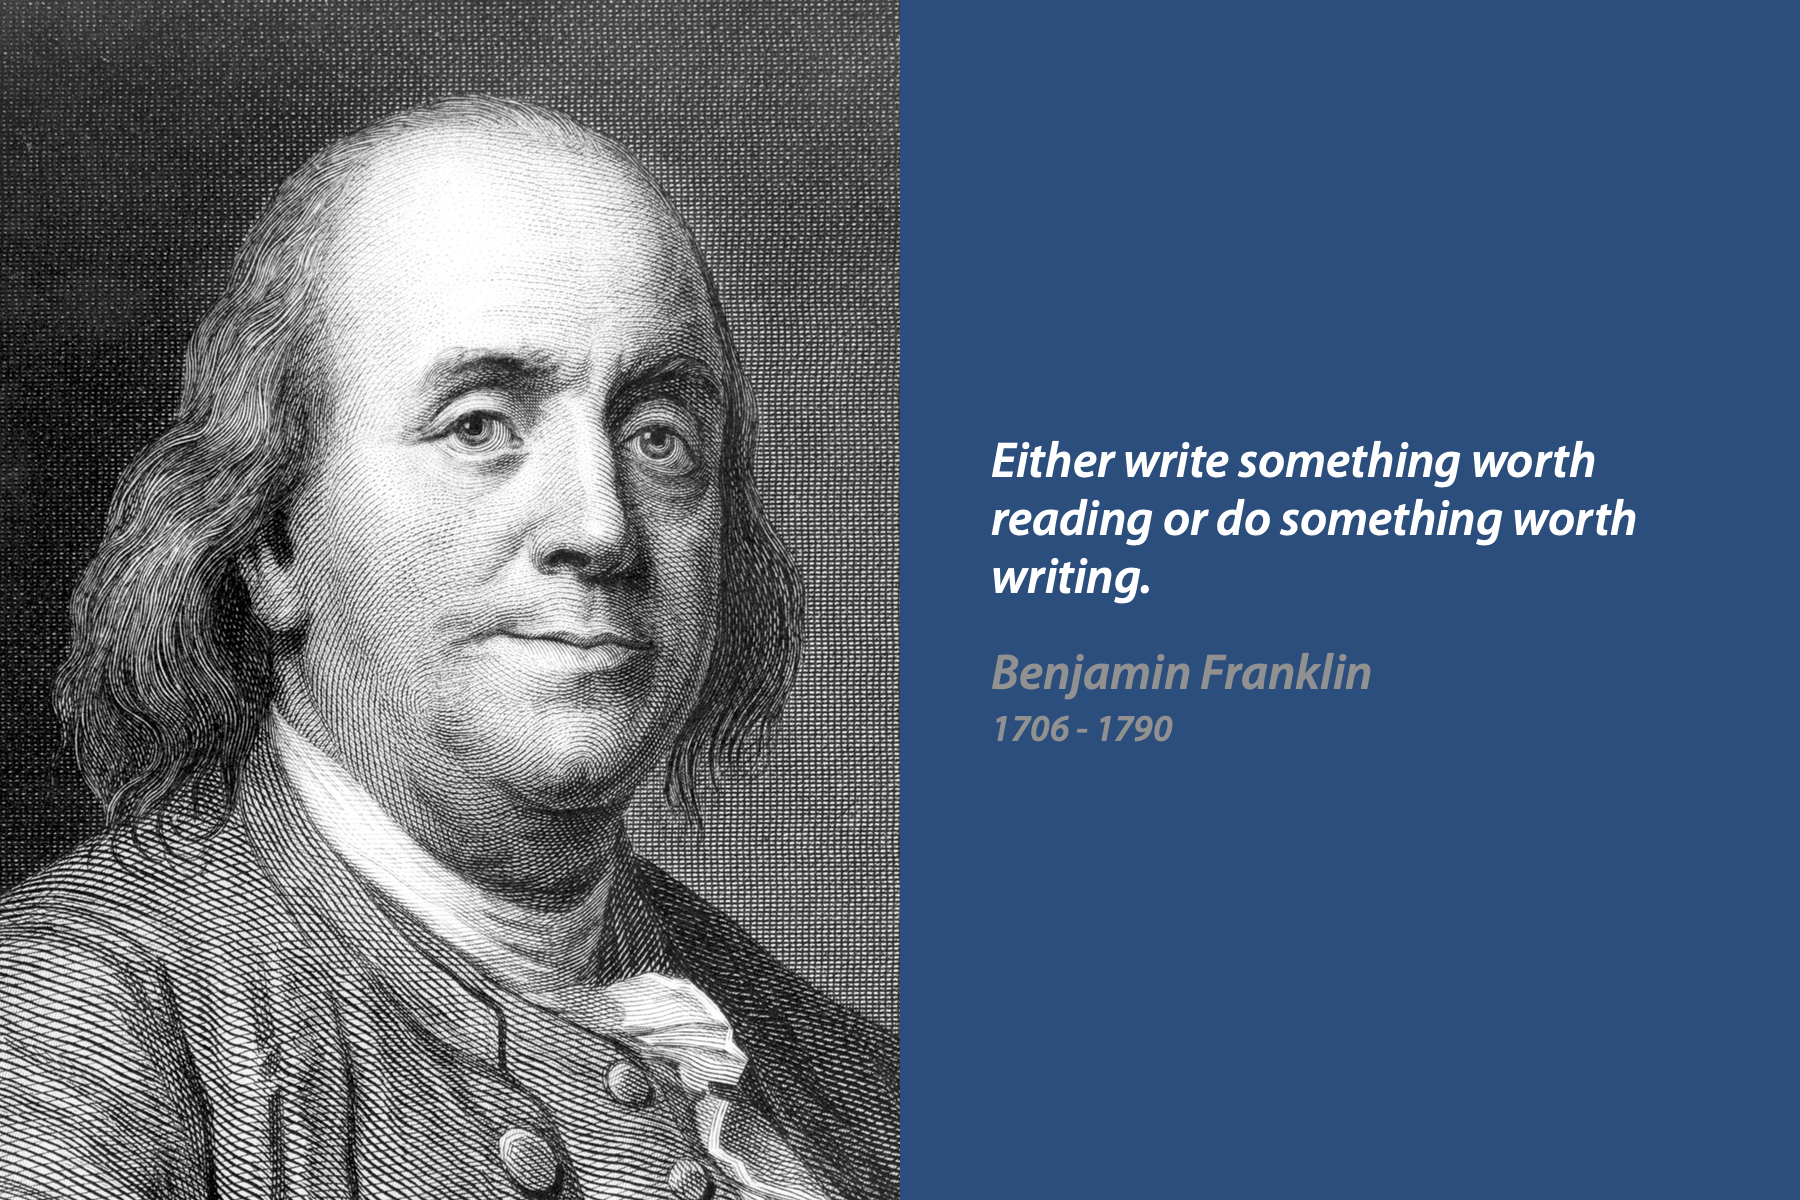 Either write something worth
reading or do something worth
writing.
Benjamin Franklin
1706 - 1790